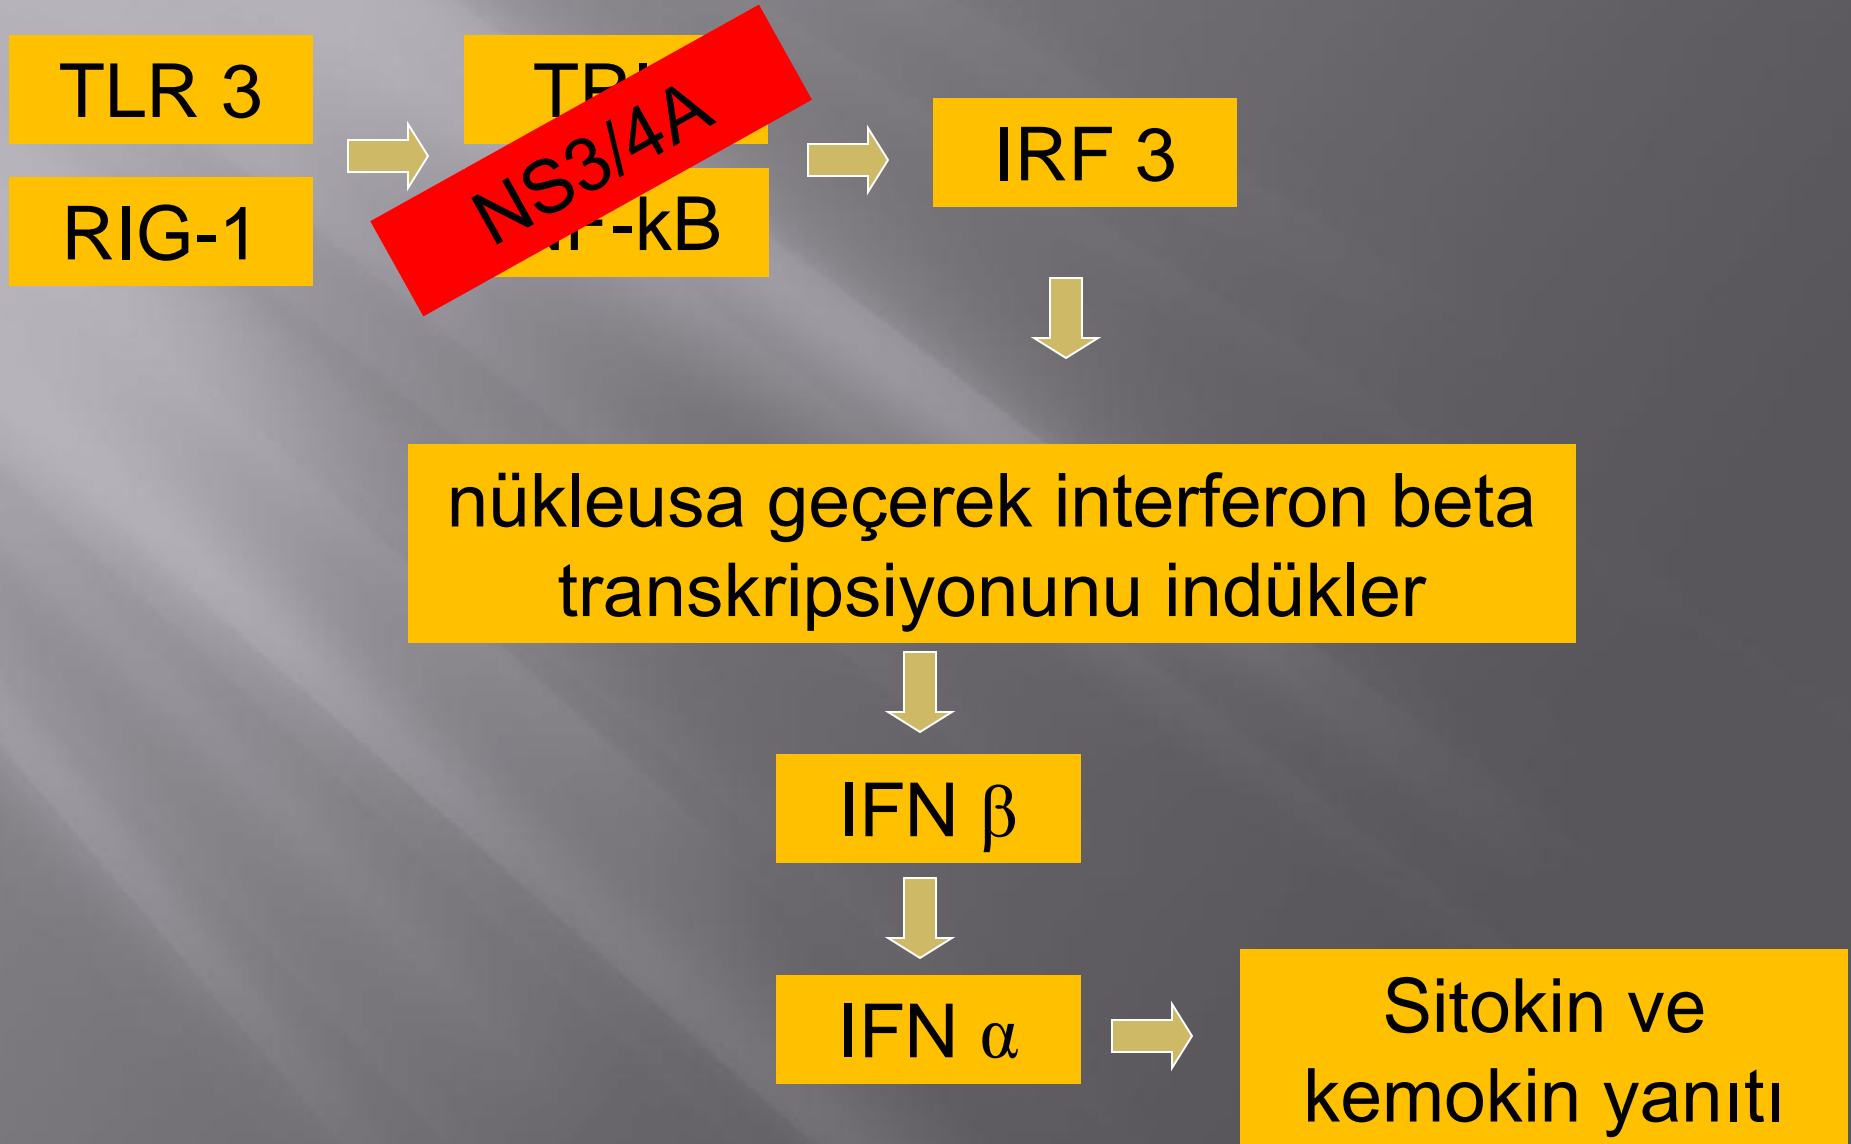 TLR 3
RIG-1
NS3/4A
-kB
IRF 3
nükleusa geçerek interferon beta
transkripsiyonunu indükler
IFN β
IFN α
Sitokin ve
kemokin yanıtı